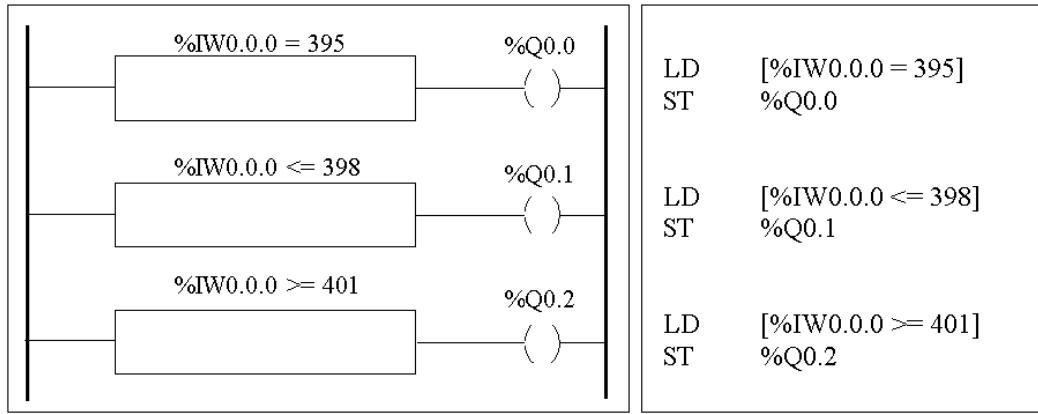 %IW0.0.0 = 395
%Q0.0
%IW0.0.0 <= 398
%Q0.1
%IW0.0.0 >= 401
%Q0.2
LD [%IW0.0.0 = 395]
ST %Q0.0
LD [%IW0.0.0 <= 398]
ST %Q0.1
LD [%IW0.0.0 >= 401]
ST %Q0.2